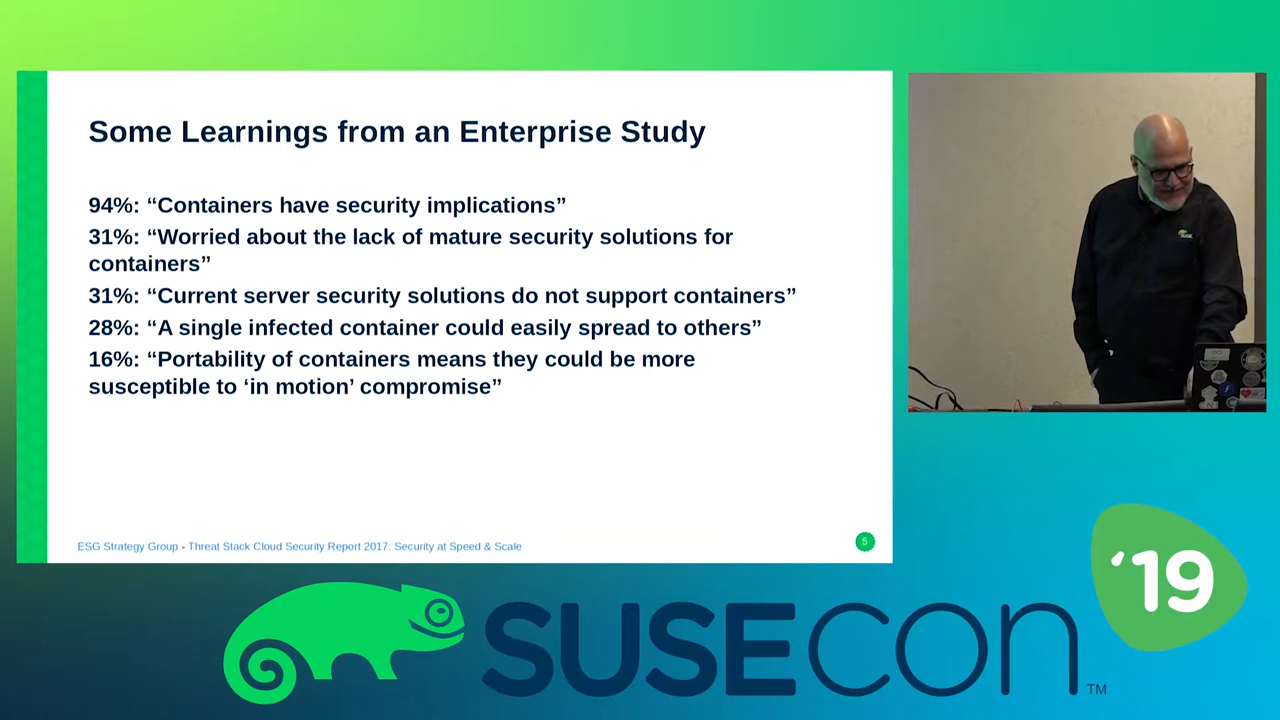 Some Learnings from an Enterprise Study
94%: “Containers have security implications”
31%: “Worried about the lack of mature security solutions for
containers”
31%: “Current server security solutions do not support containers”
28%: “A single infected container could easily spread to others”
16%: “Portability of containers means they could be more
susceptible to ‘in motion’ compromise”
ESG Strategy Group - Threat Stack Cloud Security Report 2017: Security at Speed & Scale
5
‘19
SUSECON
TM